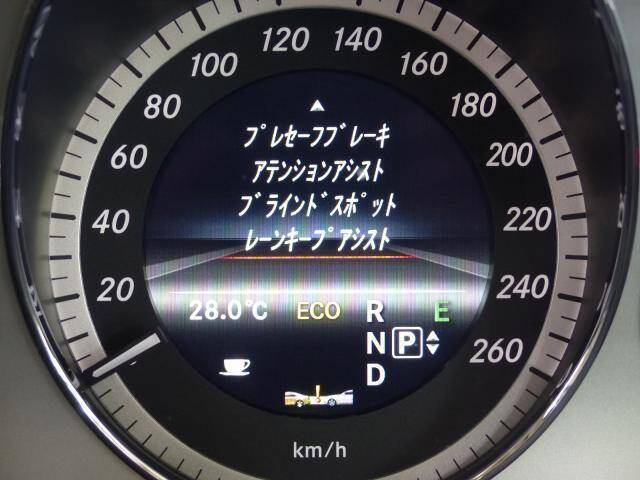 120 140
100 160
80 180
60 200
40 220
20 240
260
▲
ﾌﾟﾚｾｰﾌﾌﾞﾚｰｷ
ｱﾃﾝｼｮﾝｱｼｽﾄ
ﾌﾞﾗｲﾝﾄﾞｽﾎﾟｯﾄ
ﾚｰﾝｷｰﾌﾟｱｼｽﾄ
28.0℃ ECO R E
N P
D
km/h